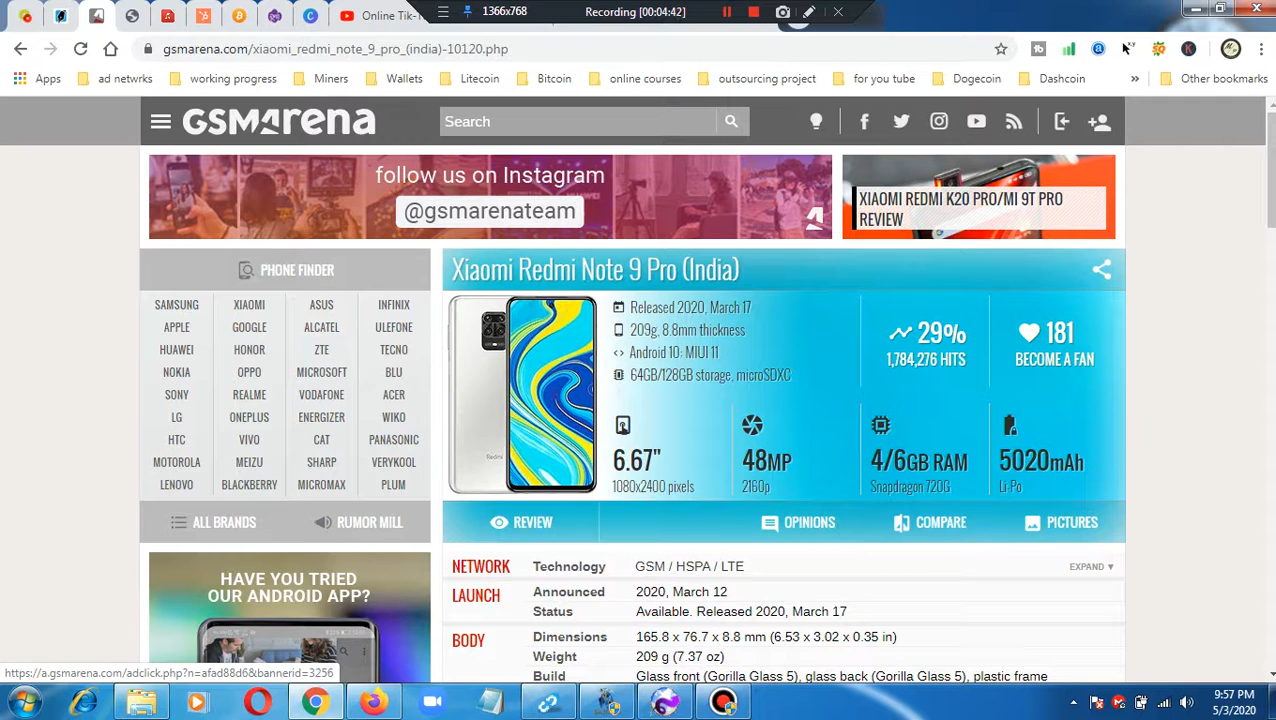 1366x768 Recording [00:04:42]
Online Tik-T
gsmarena.com/xiaomi_redmi_note_9_pro_(india)-10120.php
Apps ad networks working progress Miners Wallets Litecoin Bitcoin online courses outsourcing project for you tube Dogecoin Dashcoin » Other bookmarks
GSMArena Search
follow us on Instagram
@gsmarenateam
XIAOMI REDMI K20 PRO/MI 9T PRO
REVIEW
PHONE FINDER
SAMSUNG XIAOMI ASUS INFINIX
APPLE GOOGLE ALCATEL ULEFONE
HUAWEI HONOR ZTE TECNO
NOKIA OPPO MICROSOFT BLU
SONY REALME VODAFONE ACER
LG ONEPLUS ENERGIZER WIKO
HTC VIVO CAT PANASONIC
MOTOROLA MEIZU SHARP VERYKOOL
LENOVO BLACKBERRY MICROMAX PLUM
ALL BRANDS RUMOR MILL
HAVE YOU TRIED
OUR ANDROID APP?
Xiaomi Redmi Note 9 Pro (India)
Redmi
Released 2020, March 17
209g, 8.8mm thickness
Android 10; MIUI 11
64GB/128GB storage, microSDXC
29%
1,784,276 HITS
181
BECOME A FAN
6.67"
1080x2400 pixels
48MP
2160p
4/6GB RAM
Snapdragon 720G
5020mAh
Li-Po
REVIEW OPINIONS COMPARE PICTURES
NETWORK Technology GSM / HSPA / LTE EXPAND ▼
LAUNCH Announced 2020, March 12
Status Available. Released 2020, March 17
BODY Dimensions 165.8 x 76.7 x 8.8 mm (6.53 x 3.02 x 0.35 in)
Weight 209 g (7.37 oz)
Build Glass front (Gorilla Glass 5), glass back (Gorilla Glass 5), plastic frame
https://a.gsmarena.com/adclick.php?n=afad88d6&bannerid=3256
9:57 PM
5/3/2020